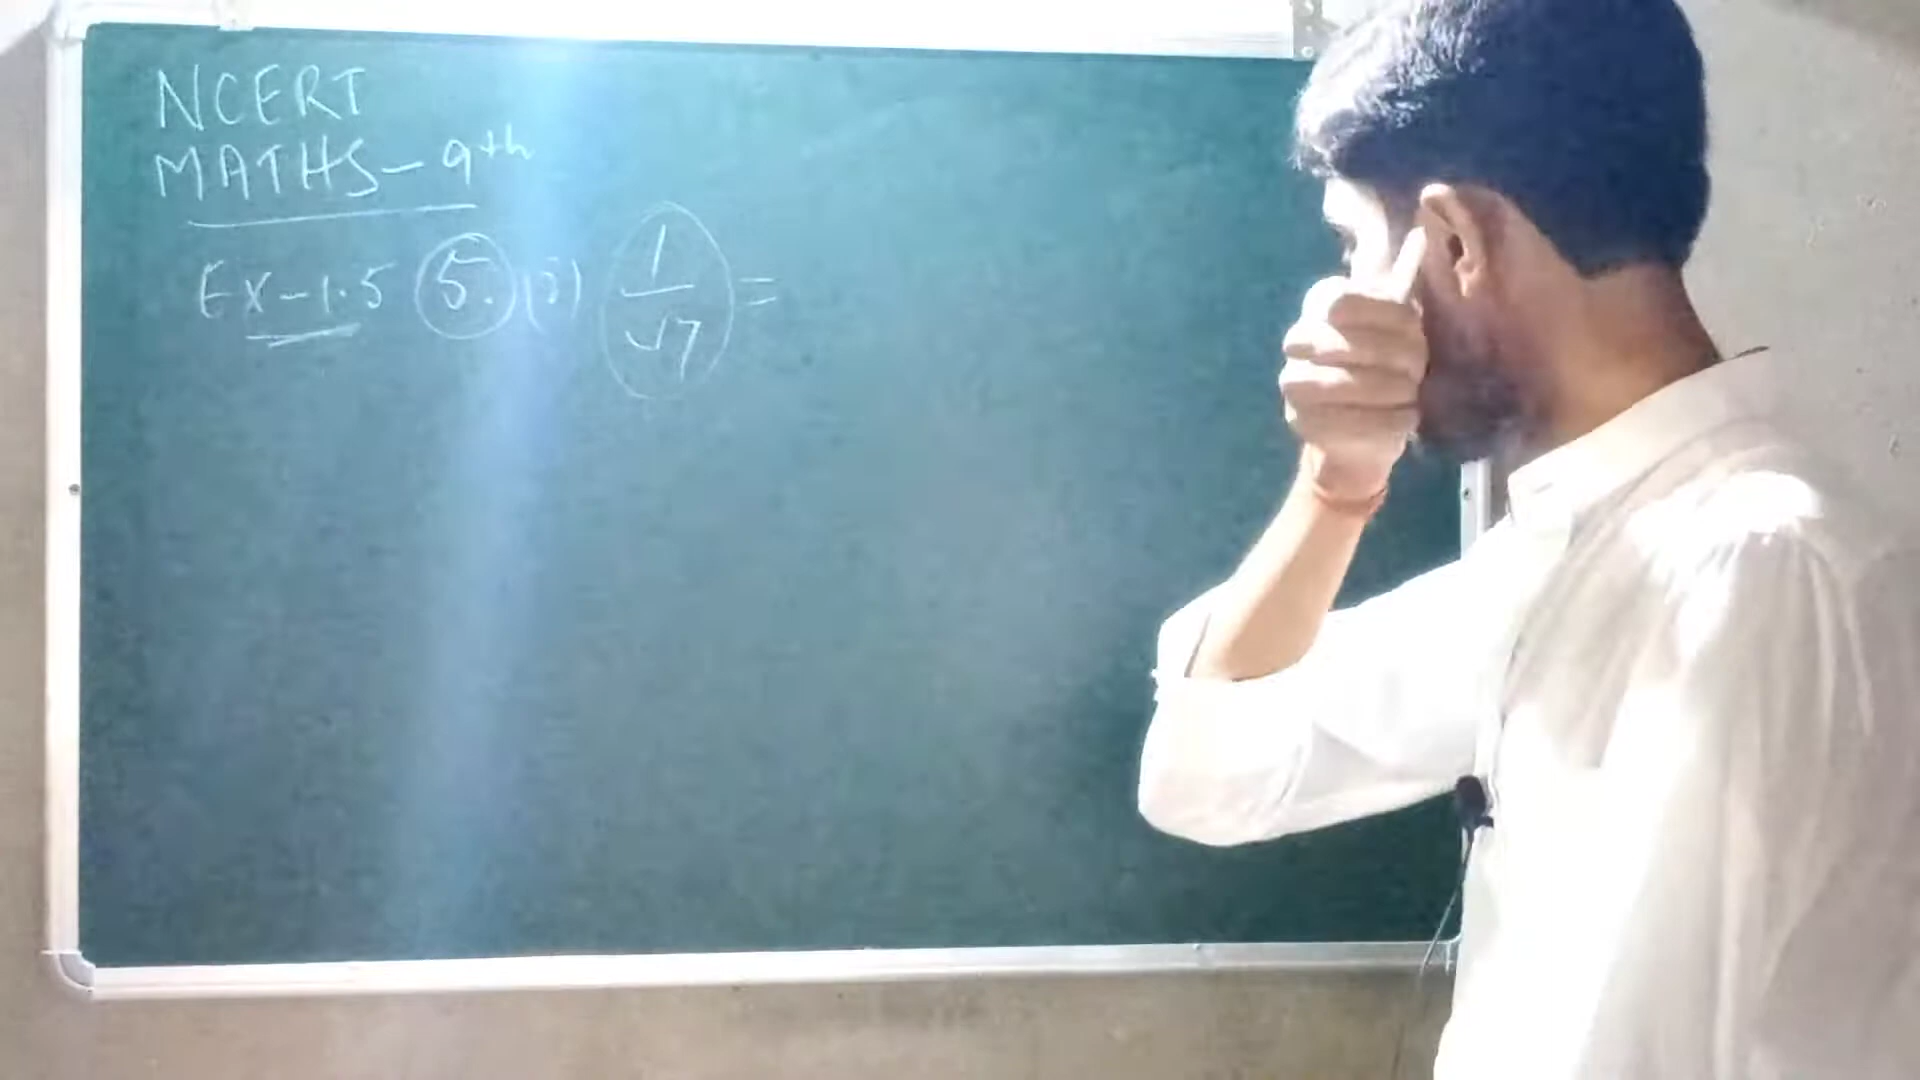 NCERT
MATHS-9th
Ex-1.5 5. (i) 1/√7 =